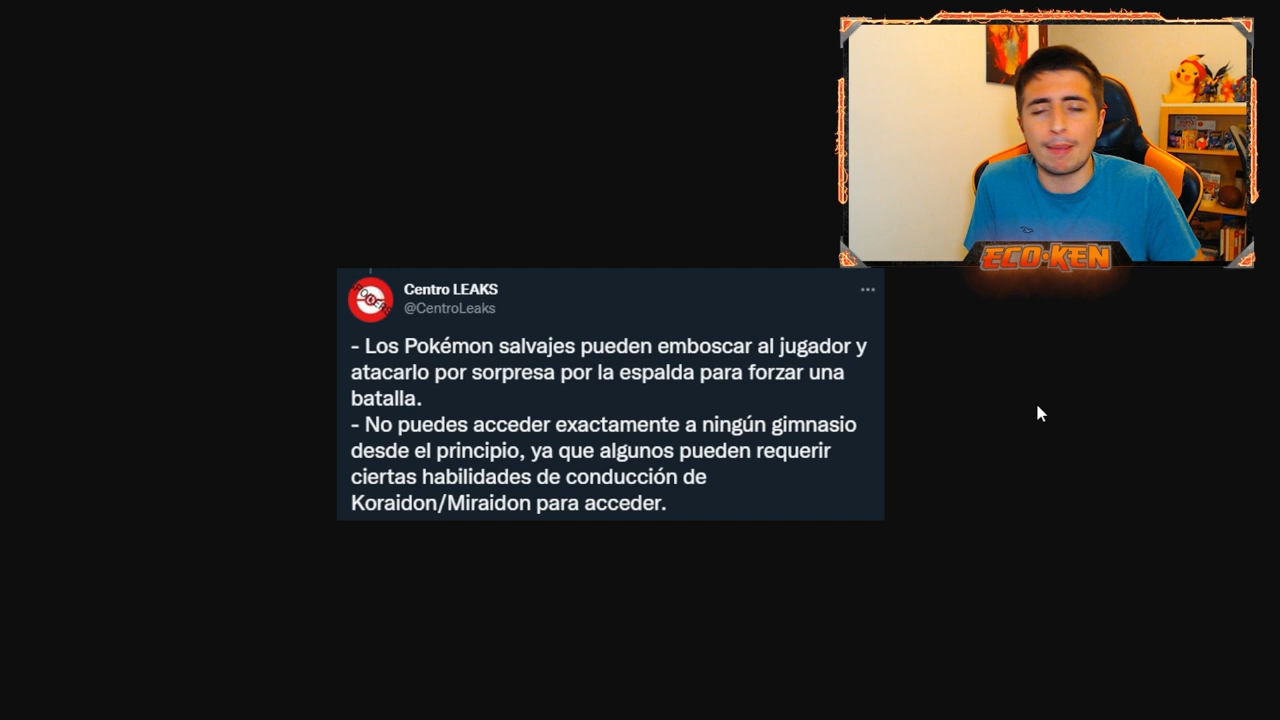 ECO·KEN
Centro LEAKS
@CentroLeaks
- Los Pokémon salvajes pueden emboscar al jugador y
atacarlo por sorpresa por la espalda para forzar una
batalla.
- No puedes acceder exactamente a ningún gimnasio
desde el principio, ya que algunos pueden requerir
ciertas habilidades de conducción de
Koraidon/Miraidon para acceder.